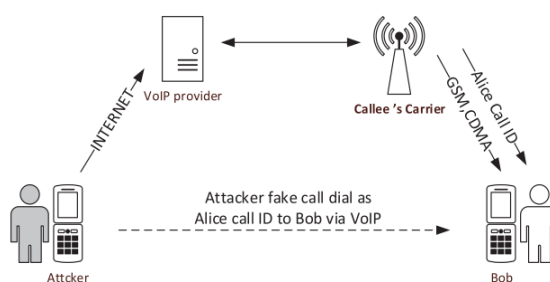 VoIP provider
Callee 's Carrier
INTERNET
GSM,CDMA
Alice Call ID
Attacker fake call dial as
Alice call ID to Bob via VoIP
Attcker
Bob